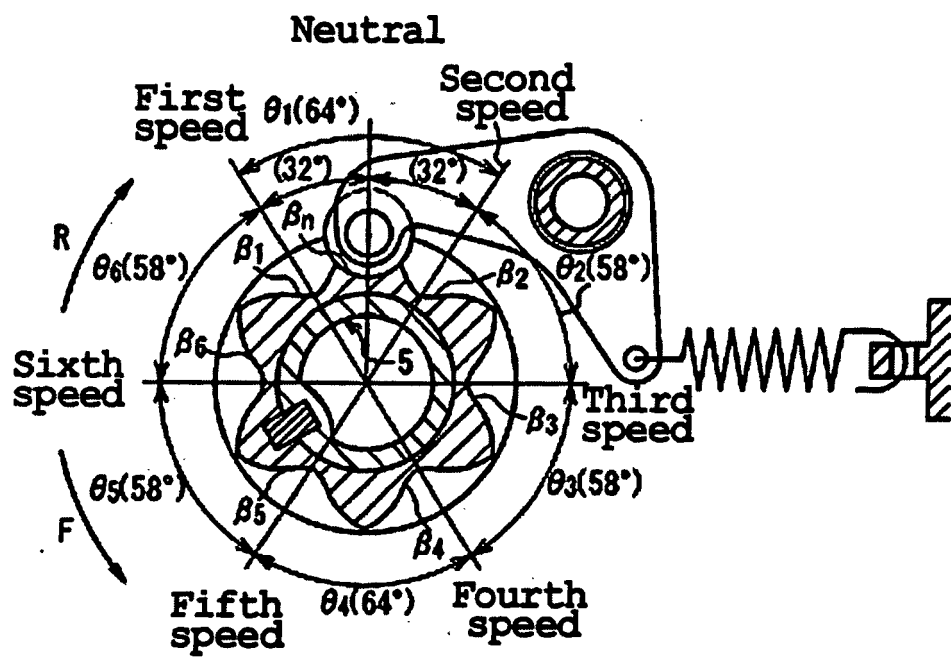 Neutral
First
speed
θ1(64°)
Second
speed
(32°)
(32°)
βn
R
β1
β2
θ6(58°)
θ2(58°)
β6
5
Sixth
speed
β3
Third
speed
θ5(58°)
θ3(58°)
β5
F
β4
θ4(64°)
Fifth
speed
Fourth
speed